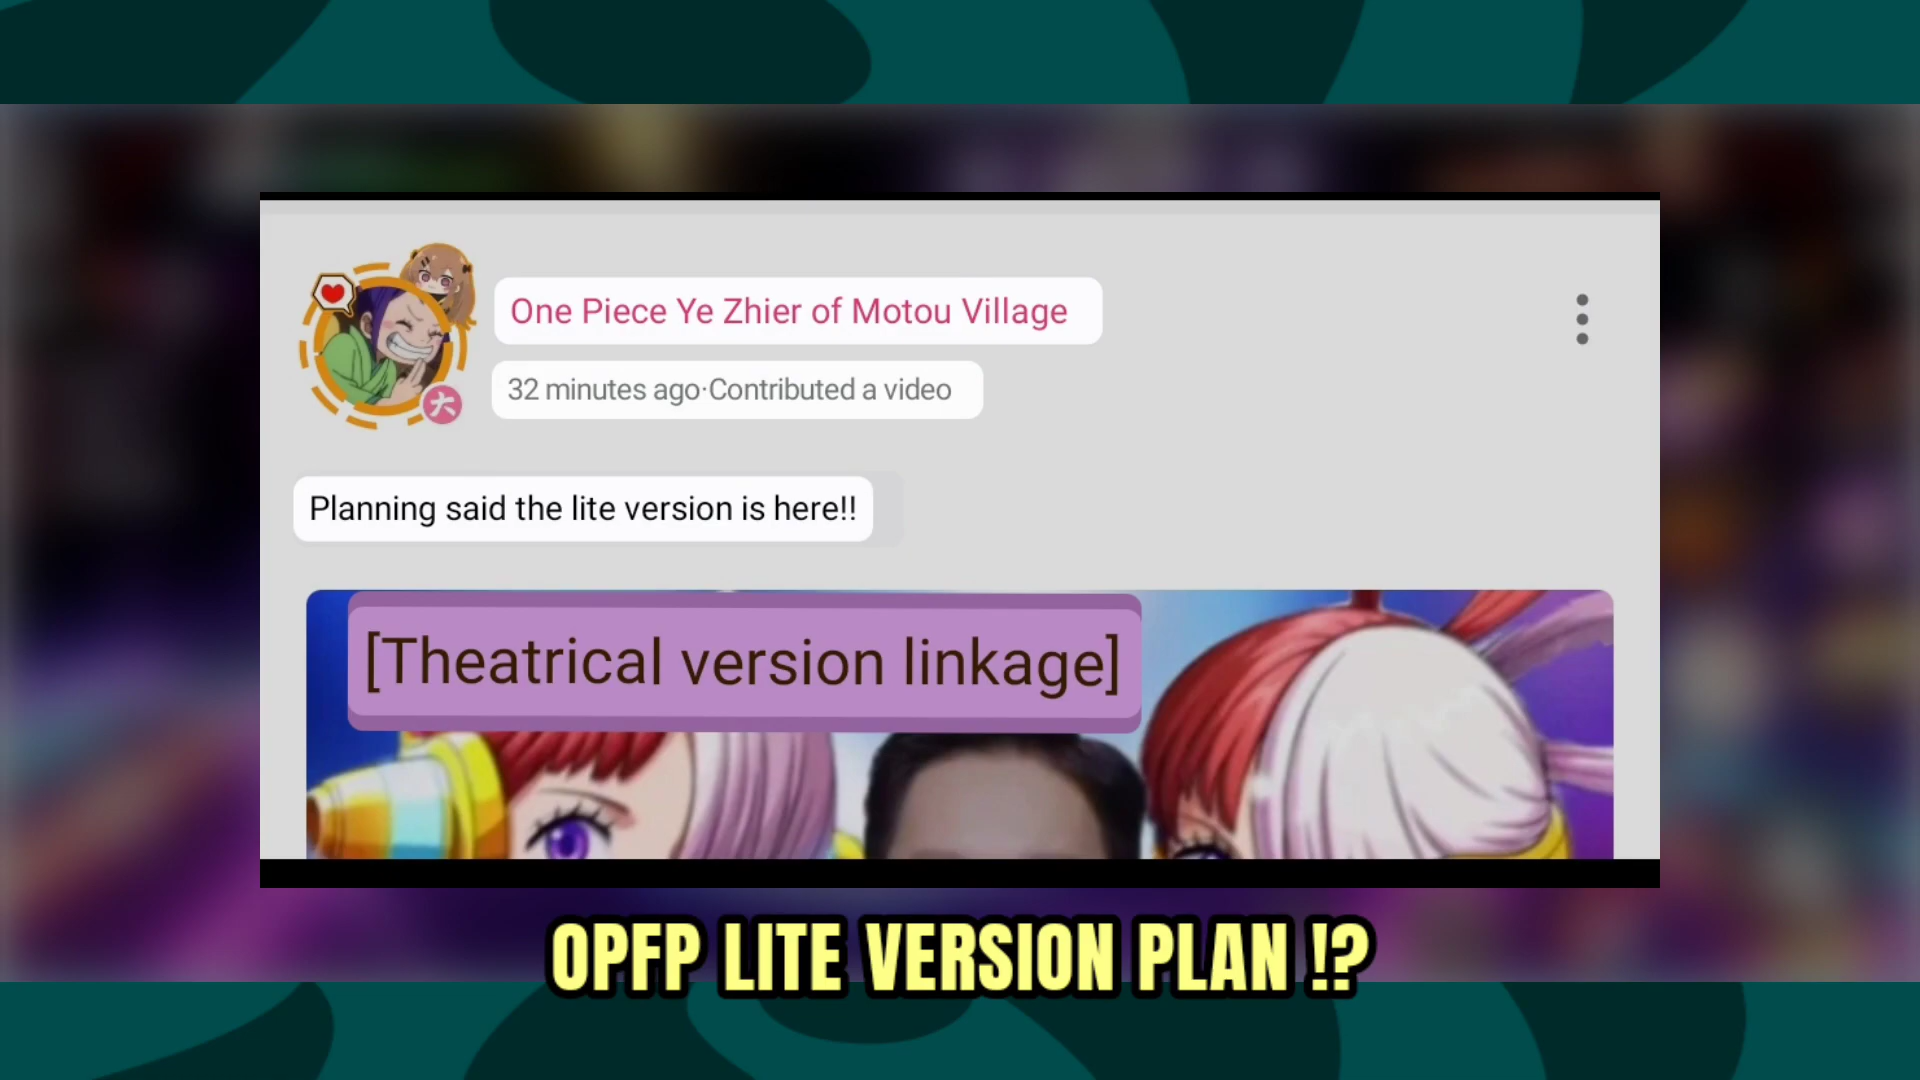 One Piece Ye Zhier of Motou Village
32 minutes ago·Contributed a video
大
Planning said the lite version is here!!
[Theatrical version linkage]
OPFP LITE VERSION PLAN !?